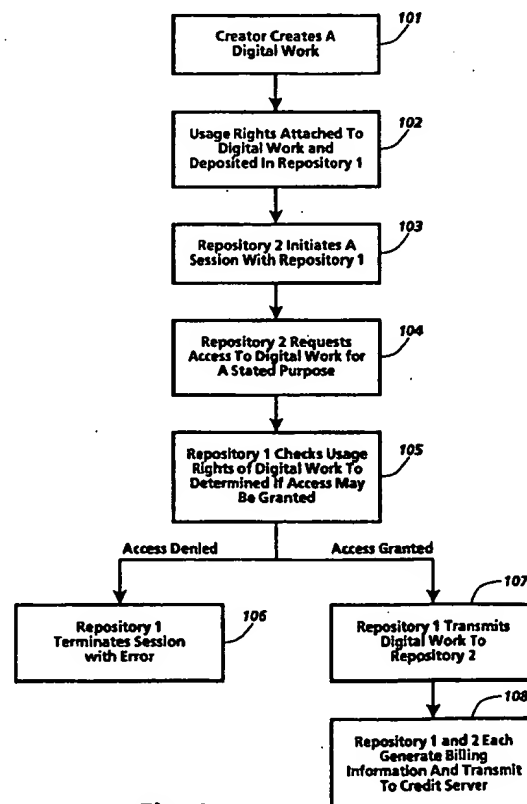 101
Creator Creates A
Digital Work
102
Usage Rights Attached To
Digital Work and
Deposited In Repository 1
103
Repository 2 Initiates A
Session With Repository 1
104
Repository 2 Requests
Access To Digital Work for
A Stated Purpose
105
Repository 1 Checks Usage
Rights of Digital Work To
Determined If Access May
Be Granted
Access Denied
Access Granted
106
Repository 1
Terminates Session
with Error
107
Repository 1 Transmits
Digital Work To
Repository 2
108
Repository 1 and 2 Each
Generate Billing
Information And Transmit
To Credit Server